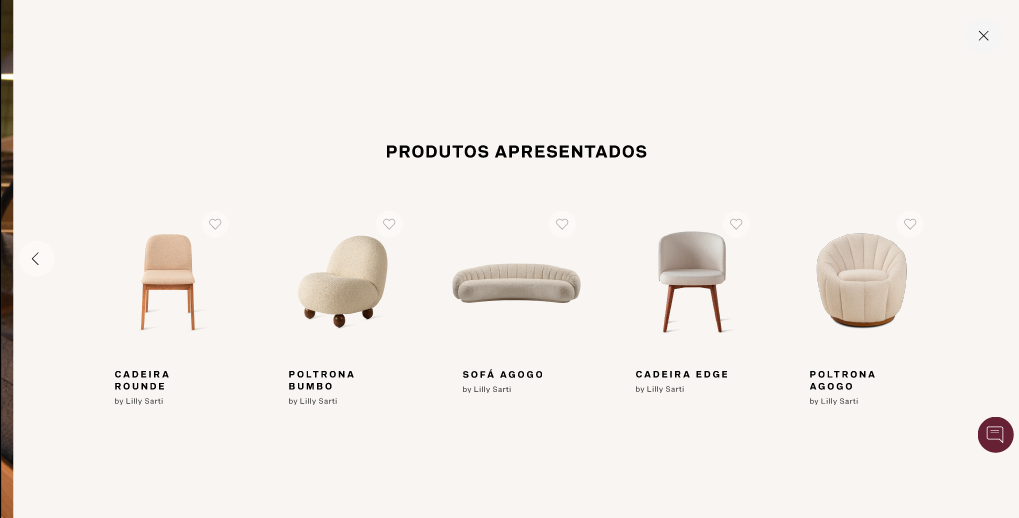 PRODUTOS APRESENTADOS
CADEIRA
ROUNDE
by Lilly Sarti
POLTRONA
BUMBO
by Lilly Sarti
SOFÁ AGOGO
by Lilly Sarti
CADEIRA EDGE
by Lilly Sarti
POLTRONA
AGOGO
by Lilly Sarti